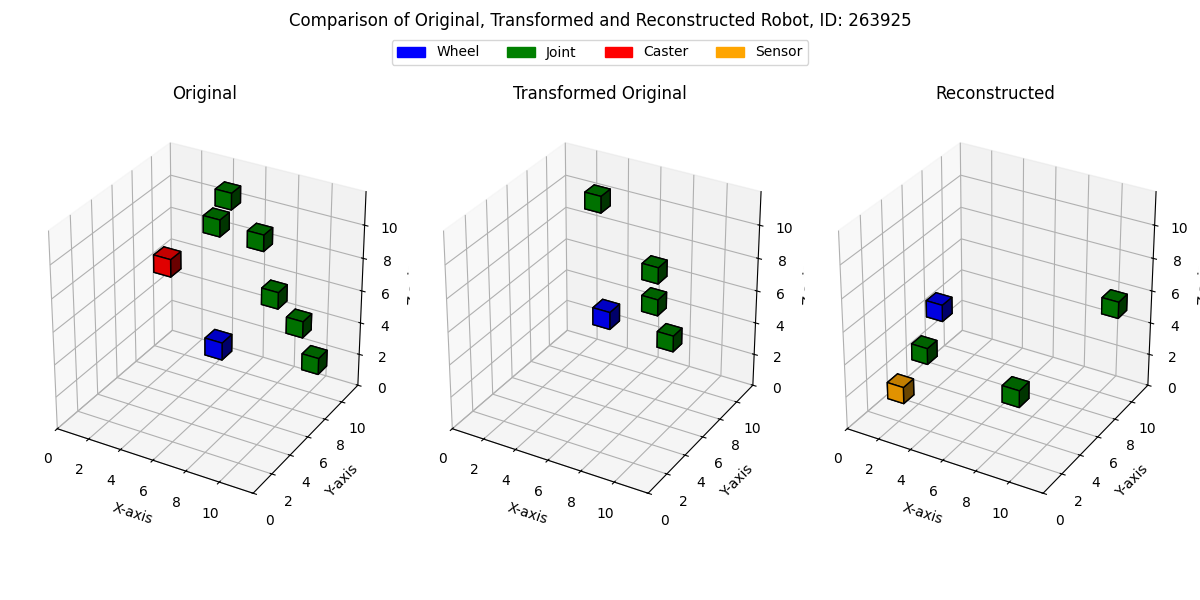 Comparison of Original, Transformed and Reconstructed Robot, ID: 263925
Wheel Joint Caster Sensor
Original Transformed Original Reconstructed
10
8
6
4
2
0
0 2 4 6 8 10
X-axis
0 2 4 6 8 10
Y-axis
10
8
6
4
2
0
0 2 4 6 8 10
X-axis
0 2 4 6 8 10
Y-axis
10
8
6
4
2
0
0 2 4 6 8 10
X-axis
0 2 4 6 8 10
Y-axis